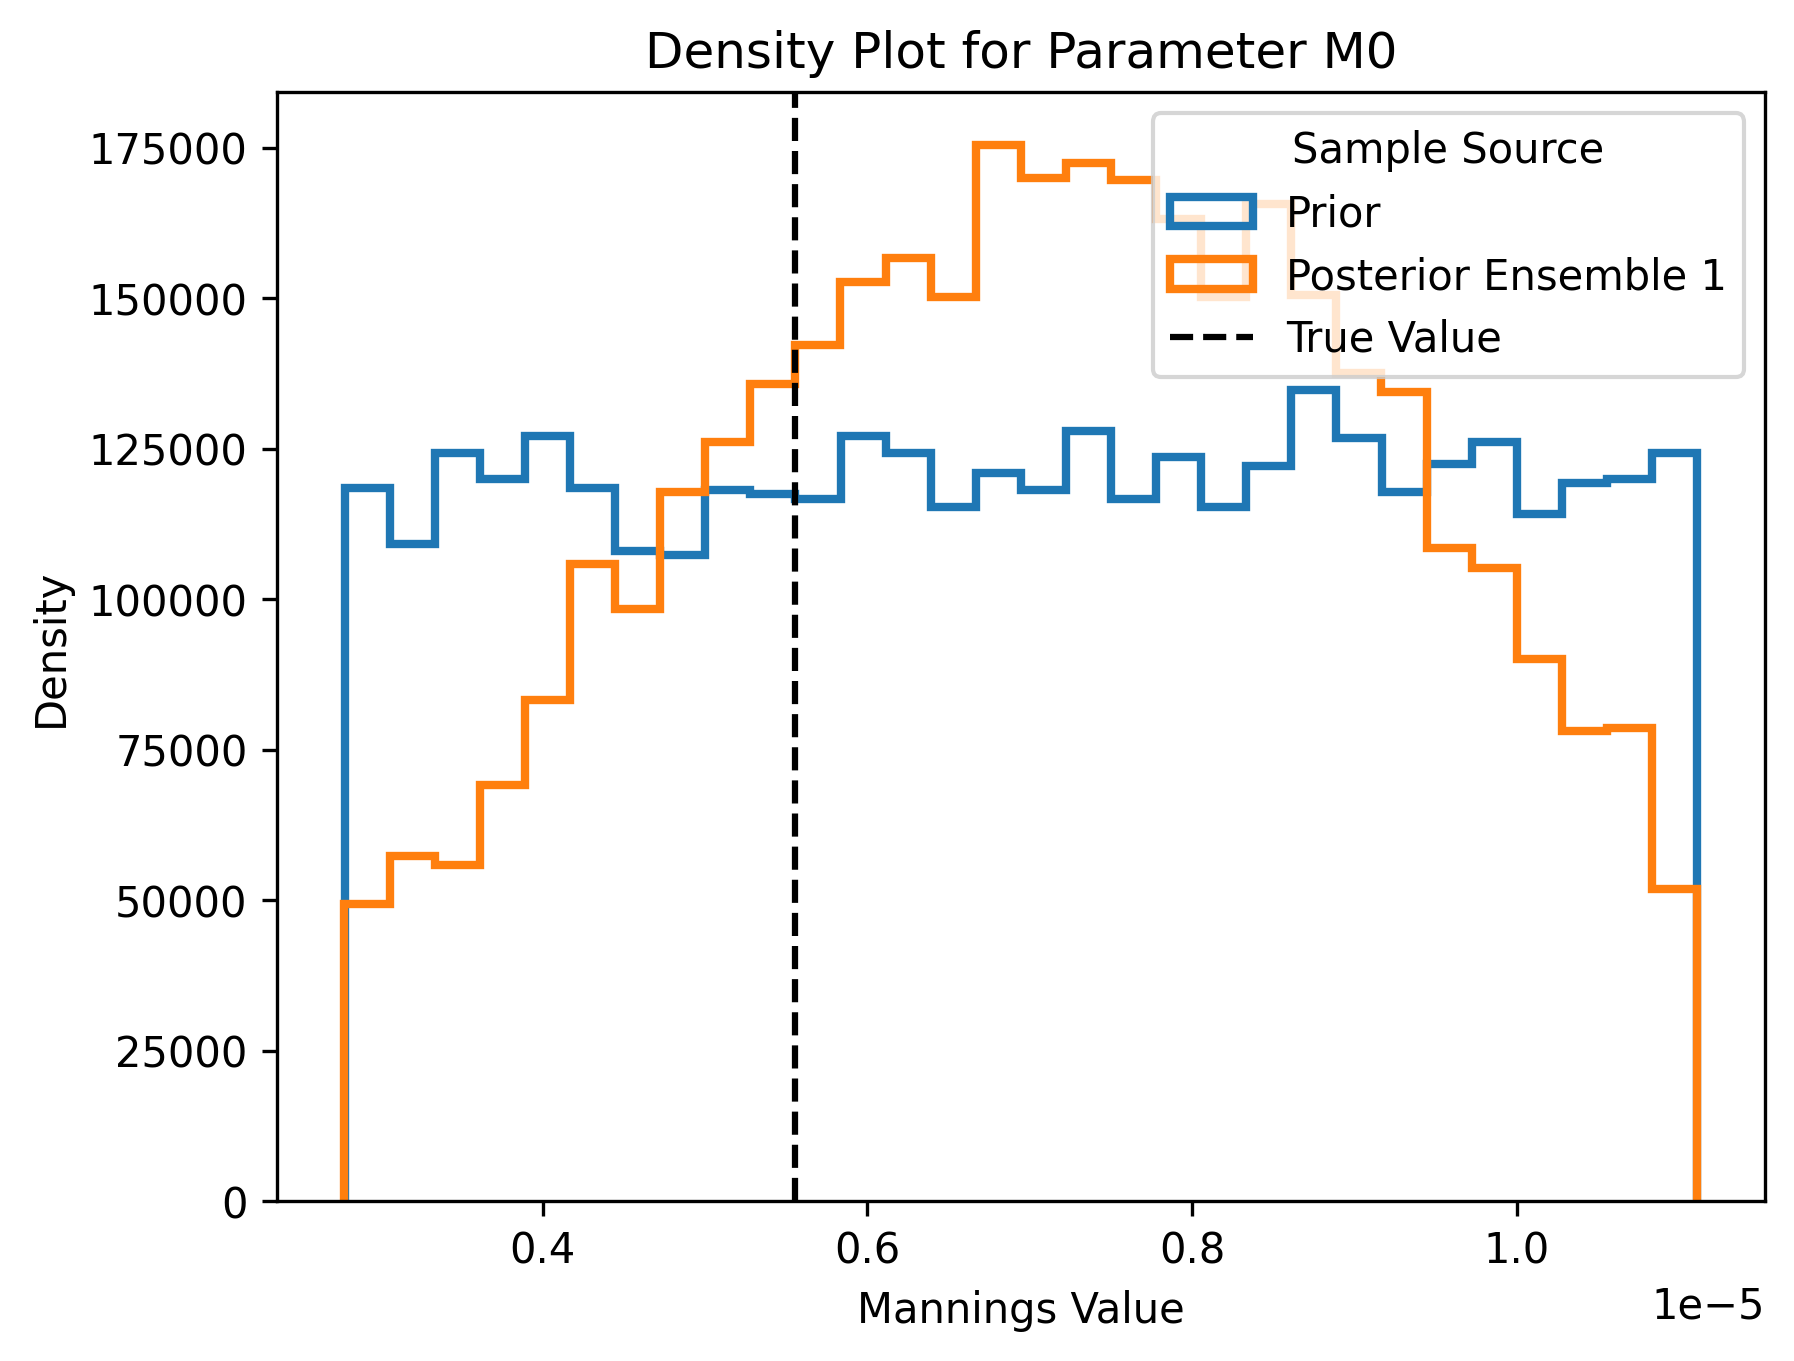 Density Plot for Parameter M0
Sample Source
Prior
Posterior Ensemble 1
True Value
Density
175000
150000
125000
100000
75000
50000
25000
0
0.4 0.6 0.8 1.0
1e−5
Mannings Value